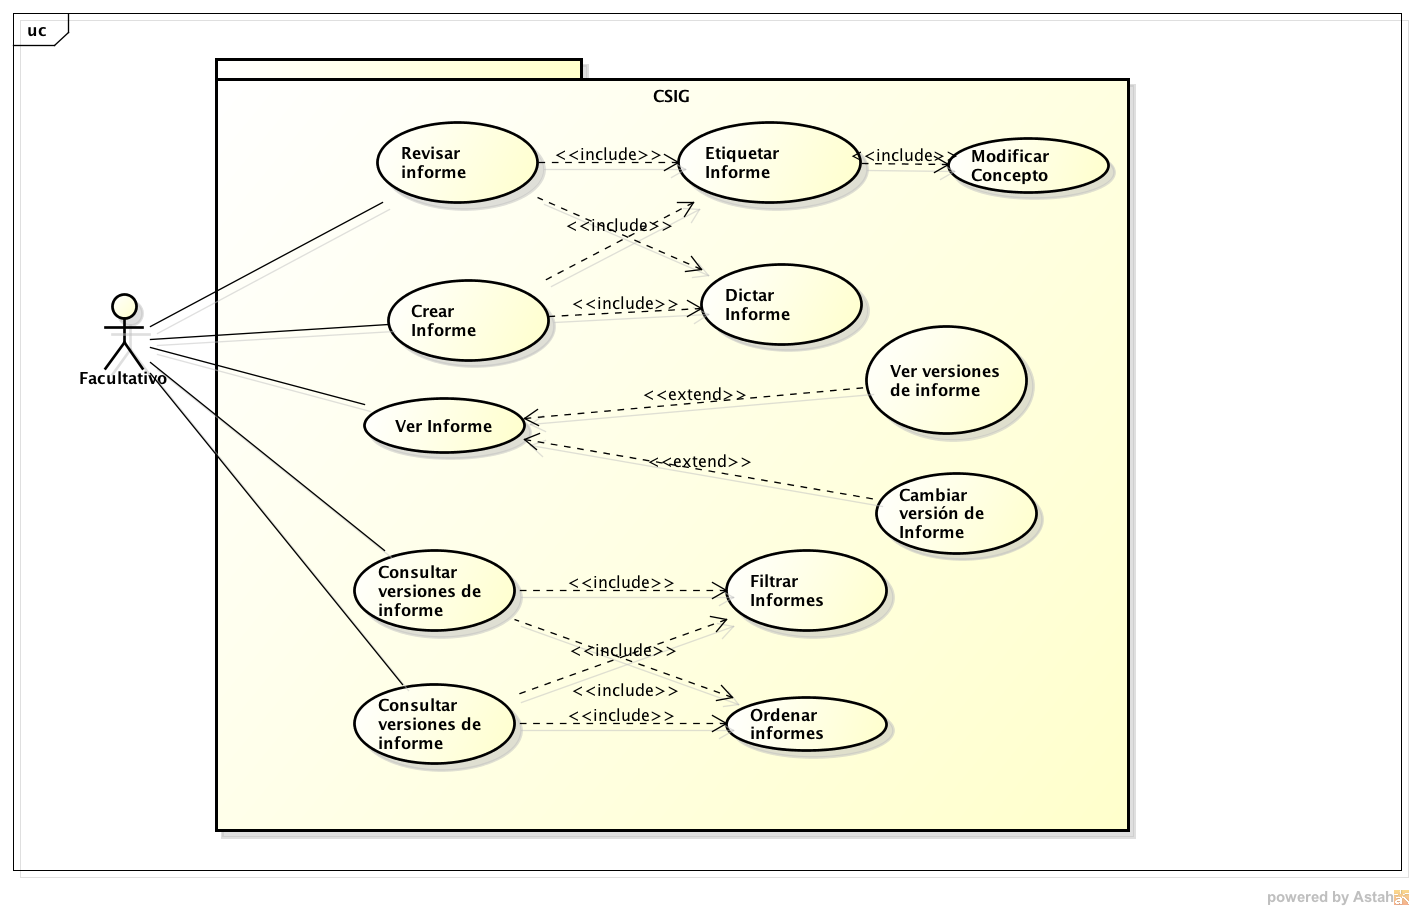 uc
CSIG
Revisar
informe
<<include>>
Etiquetar
Informe
<<include>>
Modificar
Concepto
<<include>>
Crear
Informe
<<include>>
Dictar
Informe
Facultativo
Ver Informe
<<extend>>
Ver versiones
de informe
<<extend>>
Cambiar
versión de
Informe
Consultar
versiones de
informe
<<include>>
Filtrar
Informes
<<include>>
<<include>>
Consultar
versiones de
informe
<<include>>
Ordenar
informes
powered by Astah